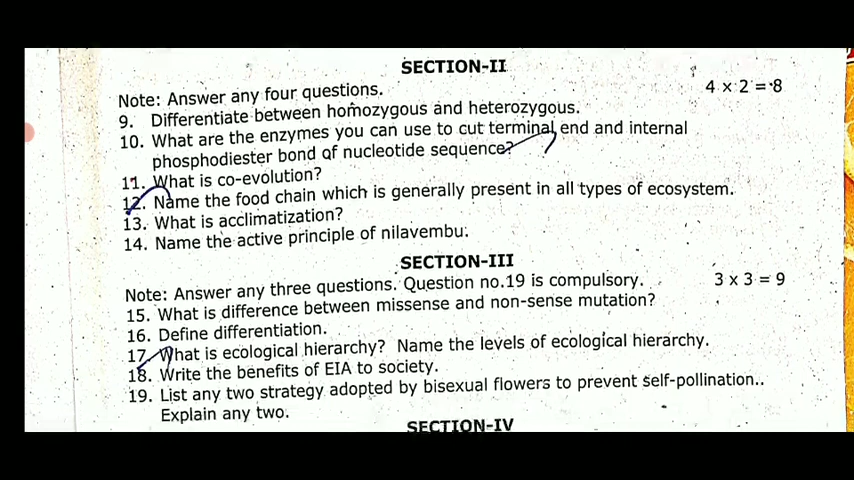 SECTION-II
Note: Answer any four questions. 4 x 2 = 8
9. Differentiate between homozygous and heterozygous.
10. What are the enzymes you can use to cut terminal end and internal
phosphodiester bond of nucleotide sequence?
11. What is co-evolution?
12. Name the food chain which is generally present in all types of ecosystem.
13. What is acclimatization?
14. Name the active principle of nilavembu.
SECTION-III
Note: Answer any three questions. Question no.19 is compulsory. 3 x 3 = 9
15. What is difference between missense and non-sense mutation?
16. Define differentiation.
17. What is ecological hierarchy? Name the levels of ecological hierarchy.
18. Write the benefits of EIA to society.
19. List any two strategy adopted by bisexual flowers to prevent self-pollination..
Explain any two.
SECTION-IV